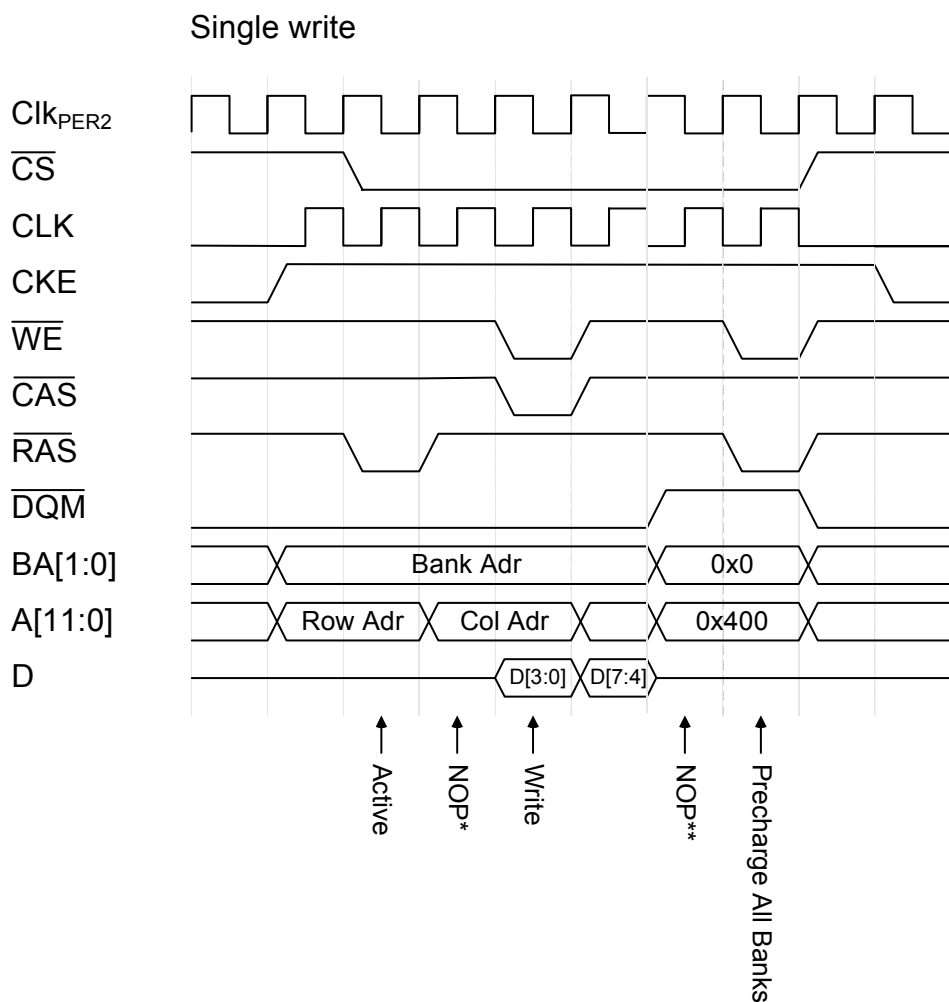 Single write
ClkPER2
CS
CLK
CKE
WE
CAS
RAS
DQM
BA[1:0] Bank Adr 0x0
A[11:0] Row Adr Col Adr 0x400
D D[3:0] D[7:4]
Active
NOP*
Write
NOP**
Precharge All Banks